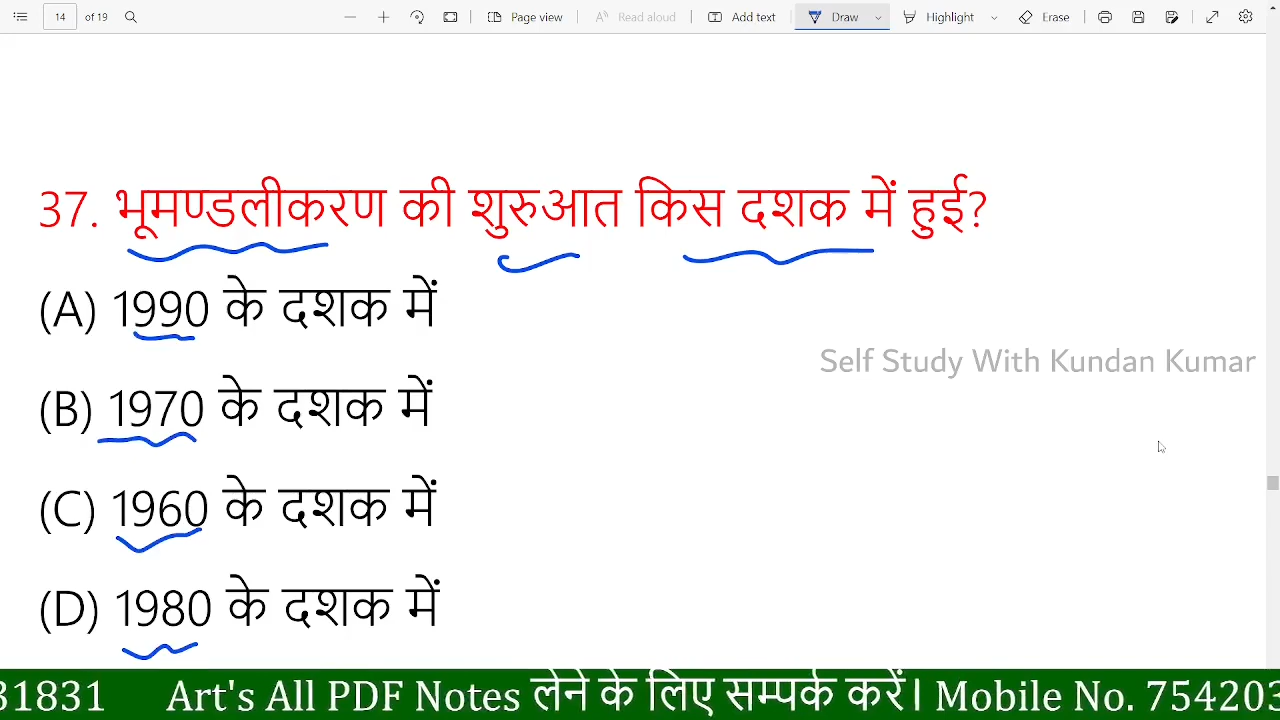 14 of 19 Page view Read aloud Add text Draw Highlight Erase
37. भूमण्डलीकरण की शुरुआत किस दशक में हुई?
(A) 1990 के दशक में
Self Study With Kundan Kumar
(B) 1970 के दशक में
(C) 1960 के दशक में
(D) 1980 के दशक में
31831 Art's All PDF Notes लेने के लिए सम्पर्क करें। Mobile No. 754203